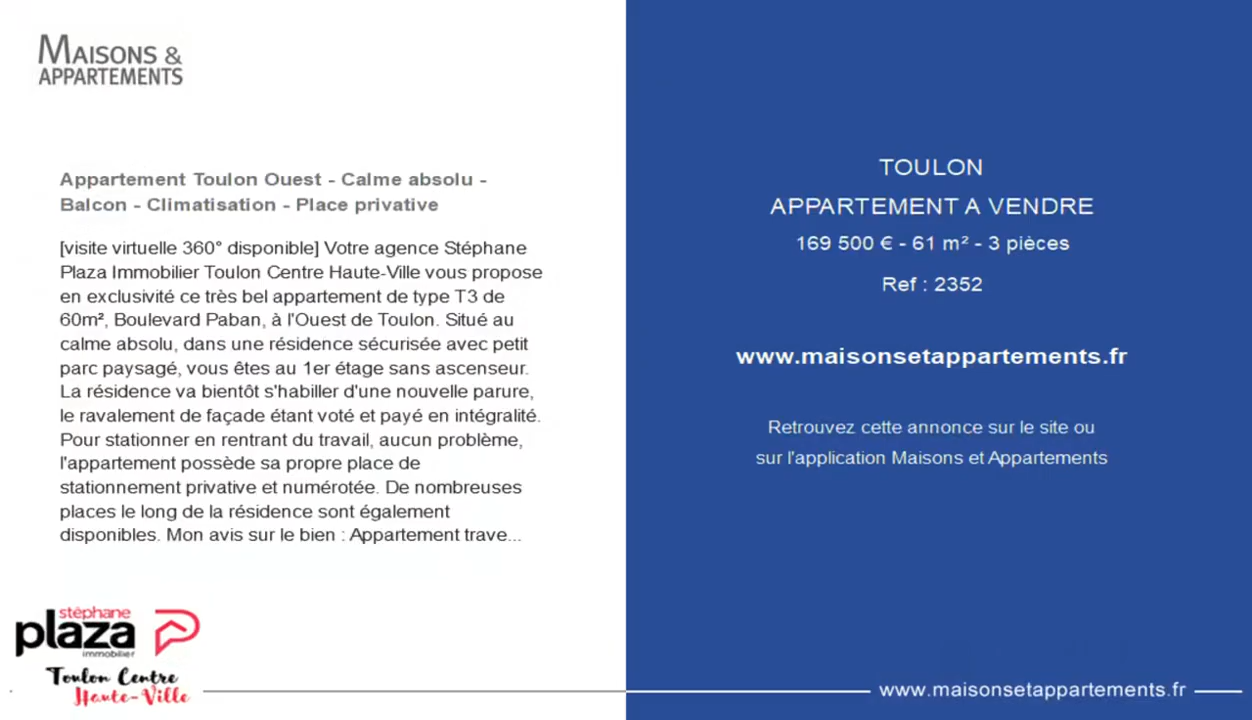 MAISONS &
APPARTEMENTS
Appartement Toulon Ouest - Calme absolu -
Balcon - Climatisation - Place privative
[visite virtuelle 360° disponible] Votre agence Stéphane
Plaza Immobilier Toulon Centre Haute-Ville vous propose
en exclusivité ce très bel appartement de type T3 de
60m², Boulevard Paban, à l'Ouest de Toulon. Situé au
calme absolu, dans une résidence sécurisée avec petit
parc paysagé, vous êtes au 1er étage sans ascenseur.
La résidence va bientôt s'habiller d'une nouvelle parure,
le ravalement de façade étant voté et payé en intégralité.
Pour stationner en rentrant du travail, aucun problème,
l'appartement possède sa propre place de
stationnement privative et numérotée. De nombreuses
places le long de la résidence sont également
disponibles. Mon avis sur le bien : Appartement trave...
stéphane
plaza
immobilier
Toulon Centre
Haute-Ville
TOULON
APPARTEMENT A VENDRE
169 500 € - 61 m² - 3 pièces
Ref : 2352
www.maisonsetappartements.fr
Retrouvez cette annonce sur le site ou
sur l'application Maisons et Appartements
www.maisonsetappartements.fr